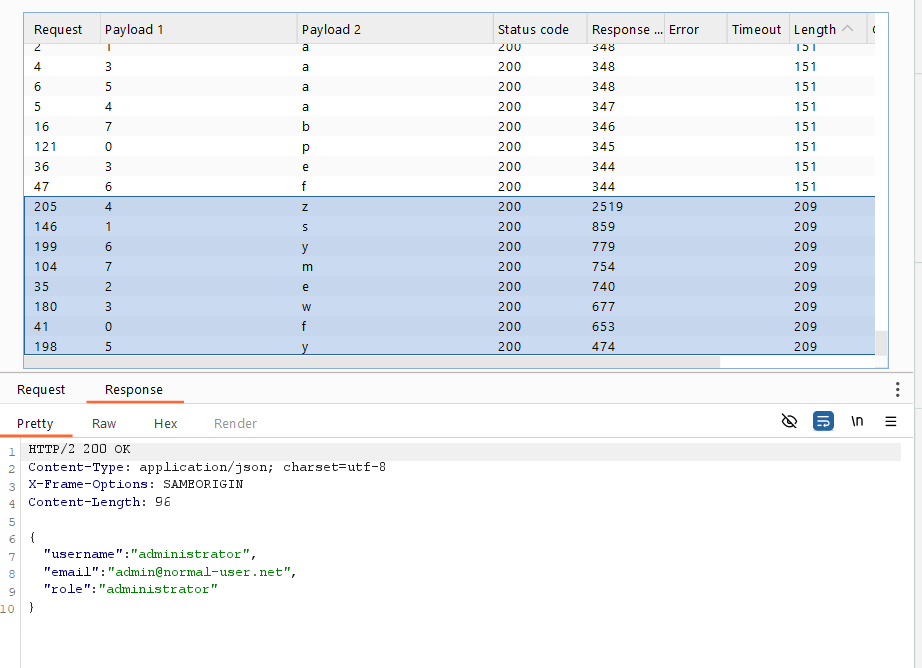 Request Payload 1 Payload 2 Status code Response ... Error Timeout Length
2 1 a 200 348 151
4 3 a 200 348 151
6 5 a 200 348 151
5 4 a 200 347 151
16 7 b 200 346 151
121 0 p 200 345 151
36 3 e 200 344 151
47 6 f 200 344 151
205 4 z 200 2519 209
146 1 s 200 859 209
199 6 y 200 779 209
104 7 m 200 754 209
35 2 e 200 740 209
180 3 w 200 677 209
41 0 f 200 653 209
198 5 y 200 474 209
Request Response
Pretty Raw Hex Render \n
1 HTTP/2 200 OK
2 Content-Type: application/json; charset=utf-8
3 X-Frame-Options: SAMEORIGIN
4 Content-Length: 96
5
6 {
7 "username":"administrator",
8 "email":"admin@normal-user.net",
9 "role":"administrator"
10 }